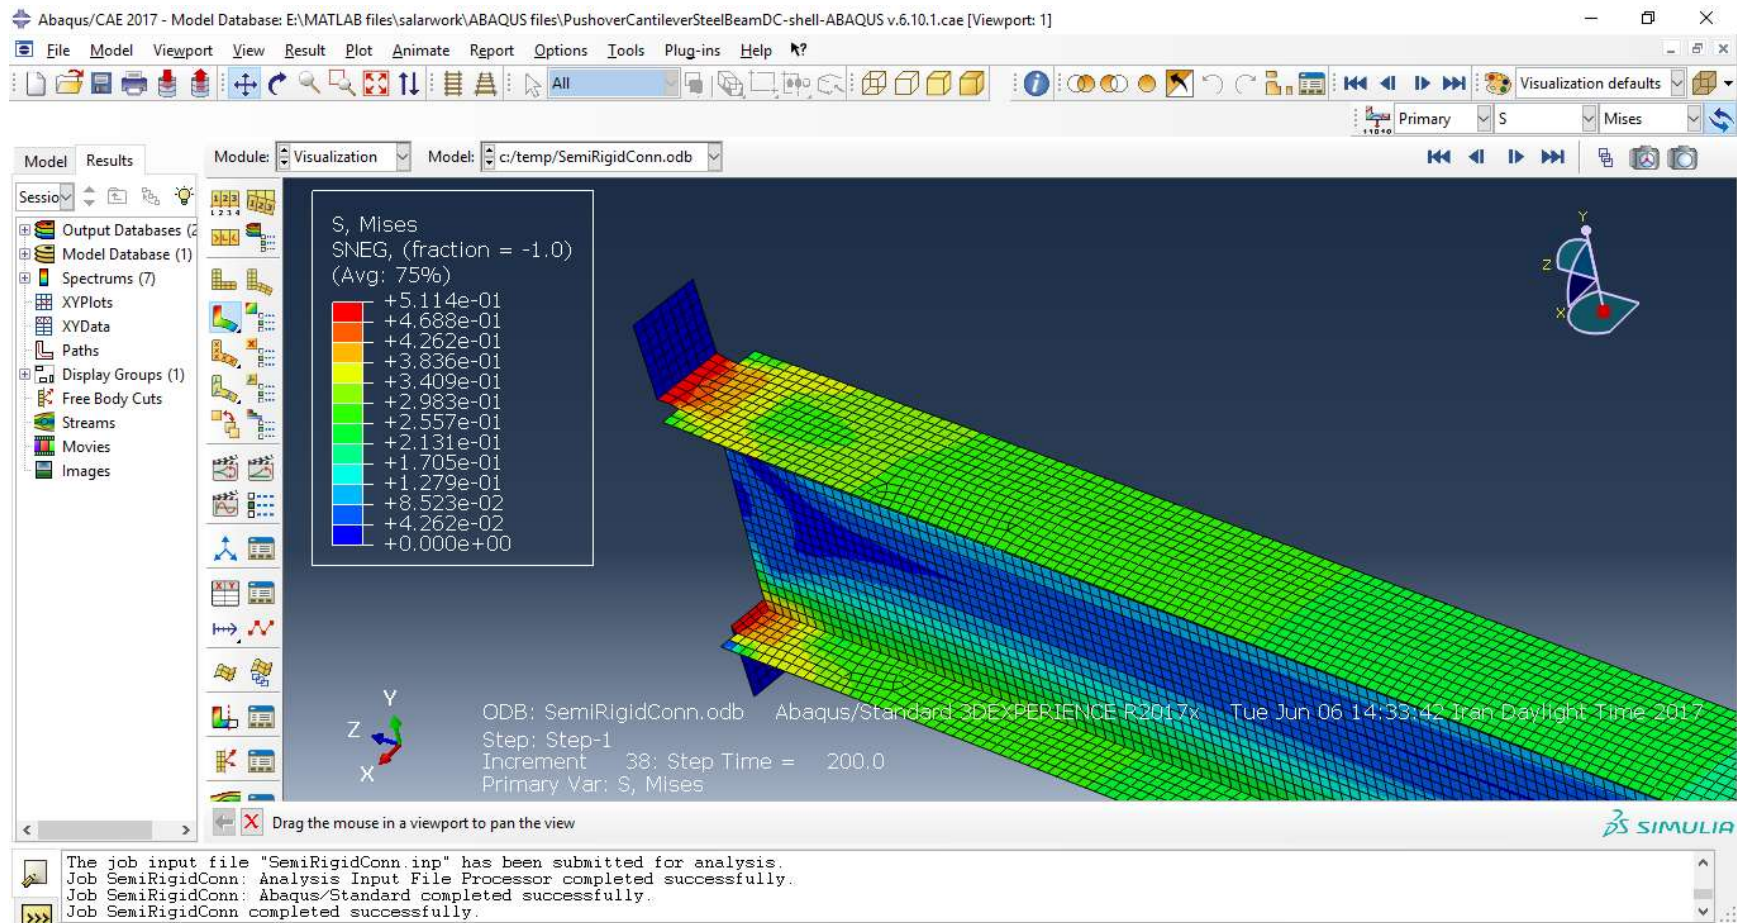 Abaqus/CAE 2017 - Model Database: E:\MATLAB files\salarwork\ABAQUS files\PushoverCantileverSteelBeamDC-shell-ABAQUS v.6.10.1.cae [Viewport: 1]
File Model Viewport View Result Plot Animate Report Options Tools Plug-ins Help
All Visualization defaults
Primary S Mises
Model Results Module: Visualization Model: c:/temp/SemiRigidConn.odb
Sessio
Output Databases (2
Model Database (1)
Spectrums (7)
XYPlots
XYData
Paths
Display Groups (1)
Free Body Cuts
Streams
Movies
Images
S, Mises
SNEG, (fraction = -1.0)
(Avg: 75%)
+5.114e-01
+4.688e-01
+4.262e-01
+3.836e-01
+3.409e-01
+2.983e-01
+2.557e-01
+2.131e-01
+1.705e-01
+1.279e-01
+8.523e-02
+4.262e-02
+0.000e+00
Y
Z
X
Y
Z
X
ODB: SemiRigidConn.odb Abaqus/Standard 3DEXPERIENCE R2017x Tue Jun 06 14:33:42 Iran Daylight Time 2017
Step: Step-1
Increment 38: Step Time = 200.0
Primary Var: S, Mises
Drag the mouse in a viewport to pan the view
SIMULIA
The job input file "SemiRigidConn.inp" has been submitted for analysis.
Job SemiRigidConn: Analysis Input File Processor completed successfully.
Job SemiRigidConn: Abaqus/Standard completed successfully.
Job SemiRigidConn completed successfully.